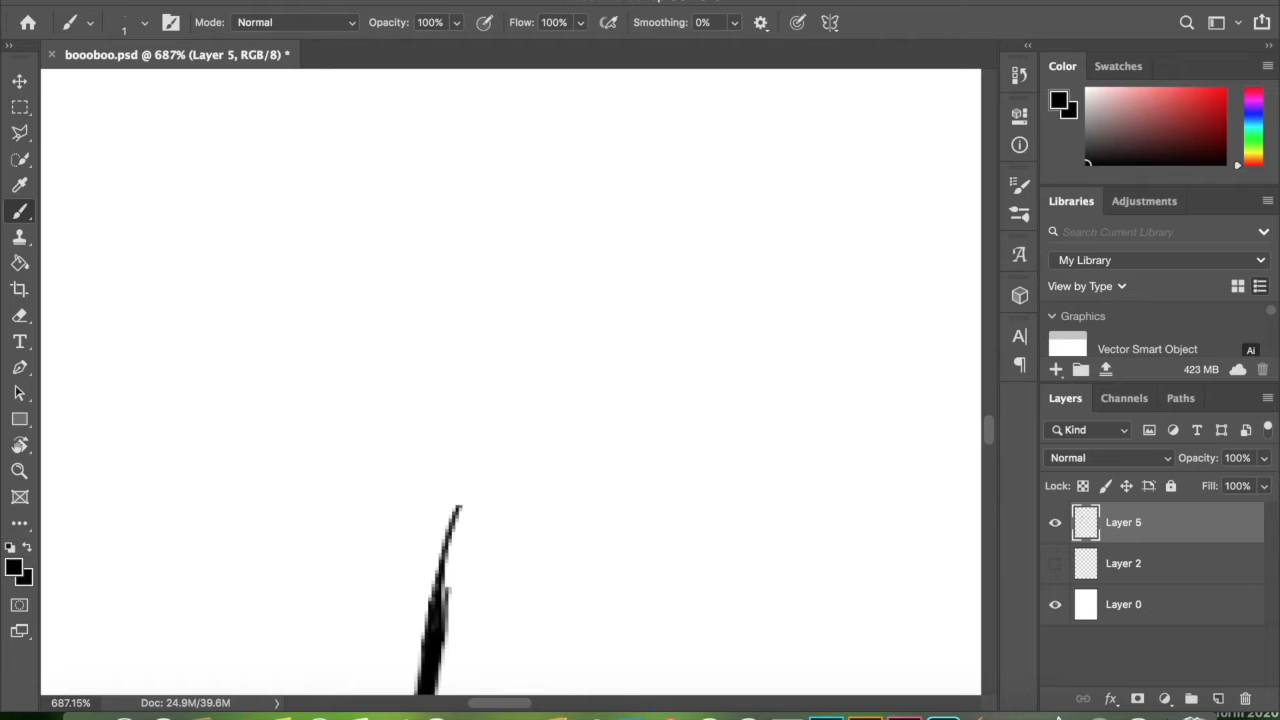 1 Mode: Normal Opacity: 100% Flow: 100% Smoothing: 0%
× boooboo.psd @ 687% (Layer 5, RGB/8) *
Color Swatches
Libraries Adjustments
Search Current Library
My Library
View by Type
Graphics
Vector Smart Object Ai
423 MB
Layers Channels Paths
Kind
Normal Opacity: 100%
Lock: Fill: 100%
Layer 5
Layer 2
Layer 0
687.15% Doc: 24.9M/39.6M